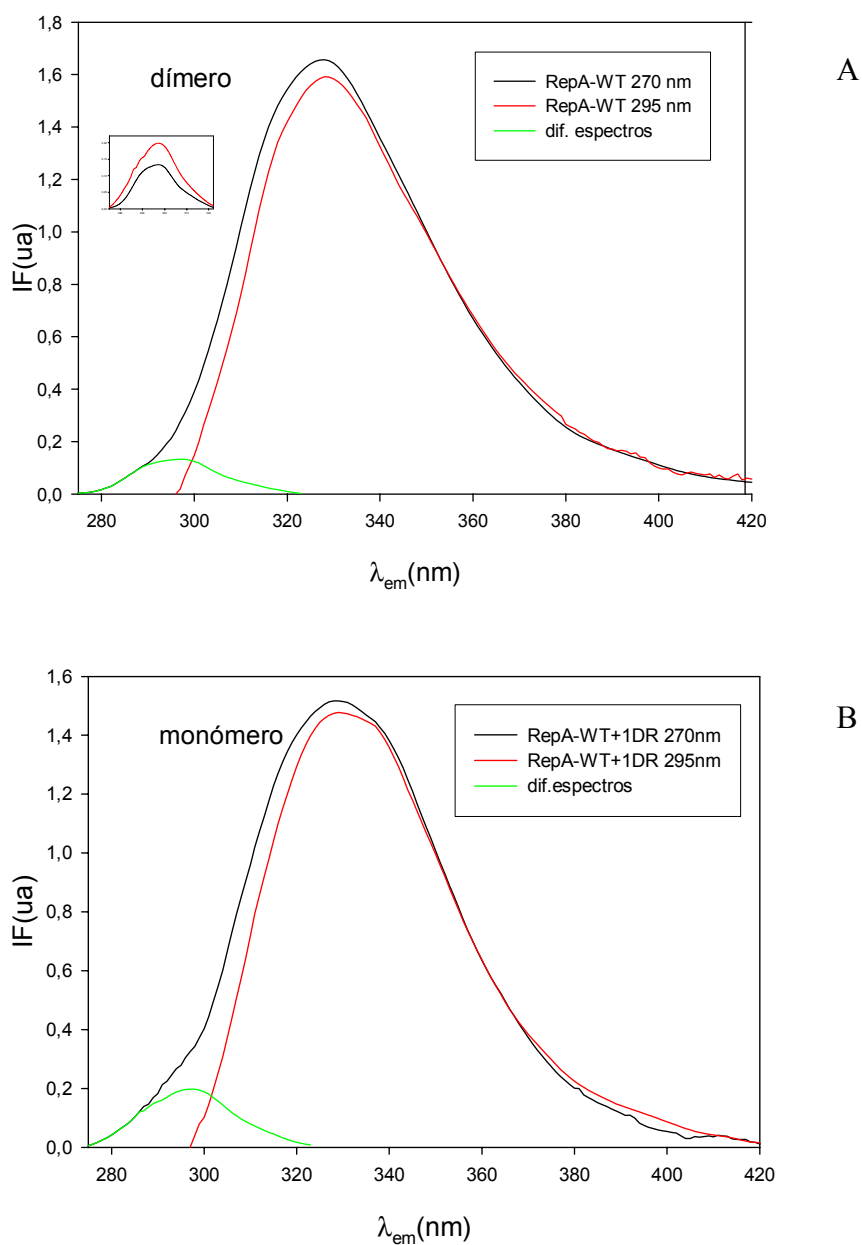 A
1,8
1,6
1,4
1,2
1,0
0,8
0,6
0,4
0,2
0,0
IF(ua)
dímero
RepA-WT 270 nm
RepA-WT 295 nm
dif. espectros
280 300 320 340 360 380 400 420
λem(nm)
B
1,6
1,4
1,2
1,0
0,8
0,6
0,4
0,2
0,0
IF(ua)
monómero
RepA-WT+1DR 270nm
RepA-WT+1DR 295nm
dif.espectros
280 300 320 340 360 380 400 420
λem(nm)